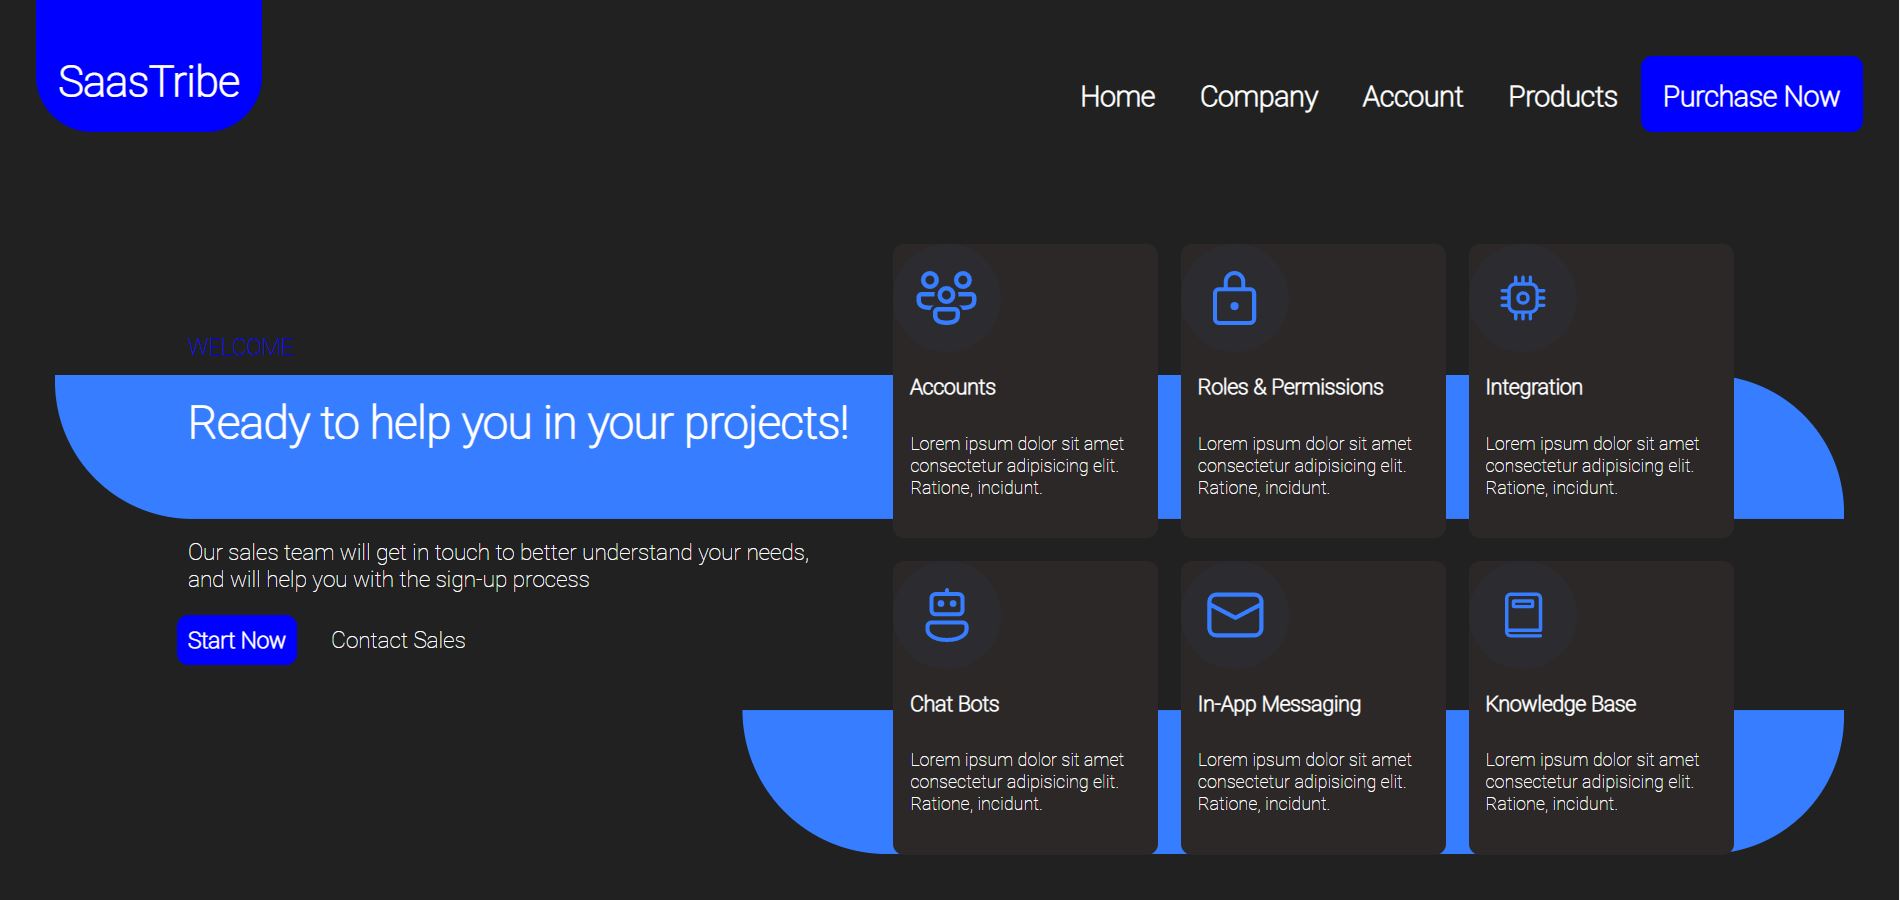 SaasTribe
Home
Company
Account
Products
Purchase Now
WELCOME
Ready to help you in your projects!
Our sales team will get in touch to better understand your needs,
and will help you with the sign-up process
Start Now
Contact Sales
Accounts
Lorem ipsum dolor sit amet
consectetur adipisicing elit.
Ratione, incidunt.
Roles & Permissions
Lorem ipsum dolor sit amet
consectetur adipisicing elit.
Ratione, incidunt.
Integration
Lorem ipsum dolor sit amet
consectetur adipisicing elit.
Ratione, incidunt.
Chat Bots
Lorem ipsum dolor sit amet
consectetur adipisicing elit.
Ratione, incidunt.
In-App Messaging
Lorem ipsum dolor sit amet
consectetur adipisicing elit.
Ratione, incidunt.
Knowledge Base
Lorem ipsum dolor sit amet
consectetur adipisicing elit.
Ratione, incidunt.